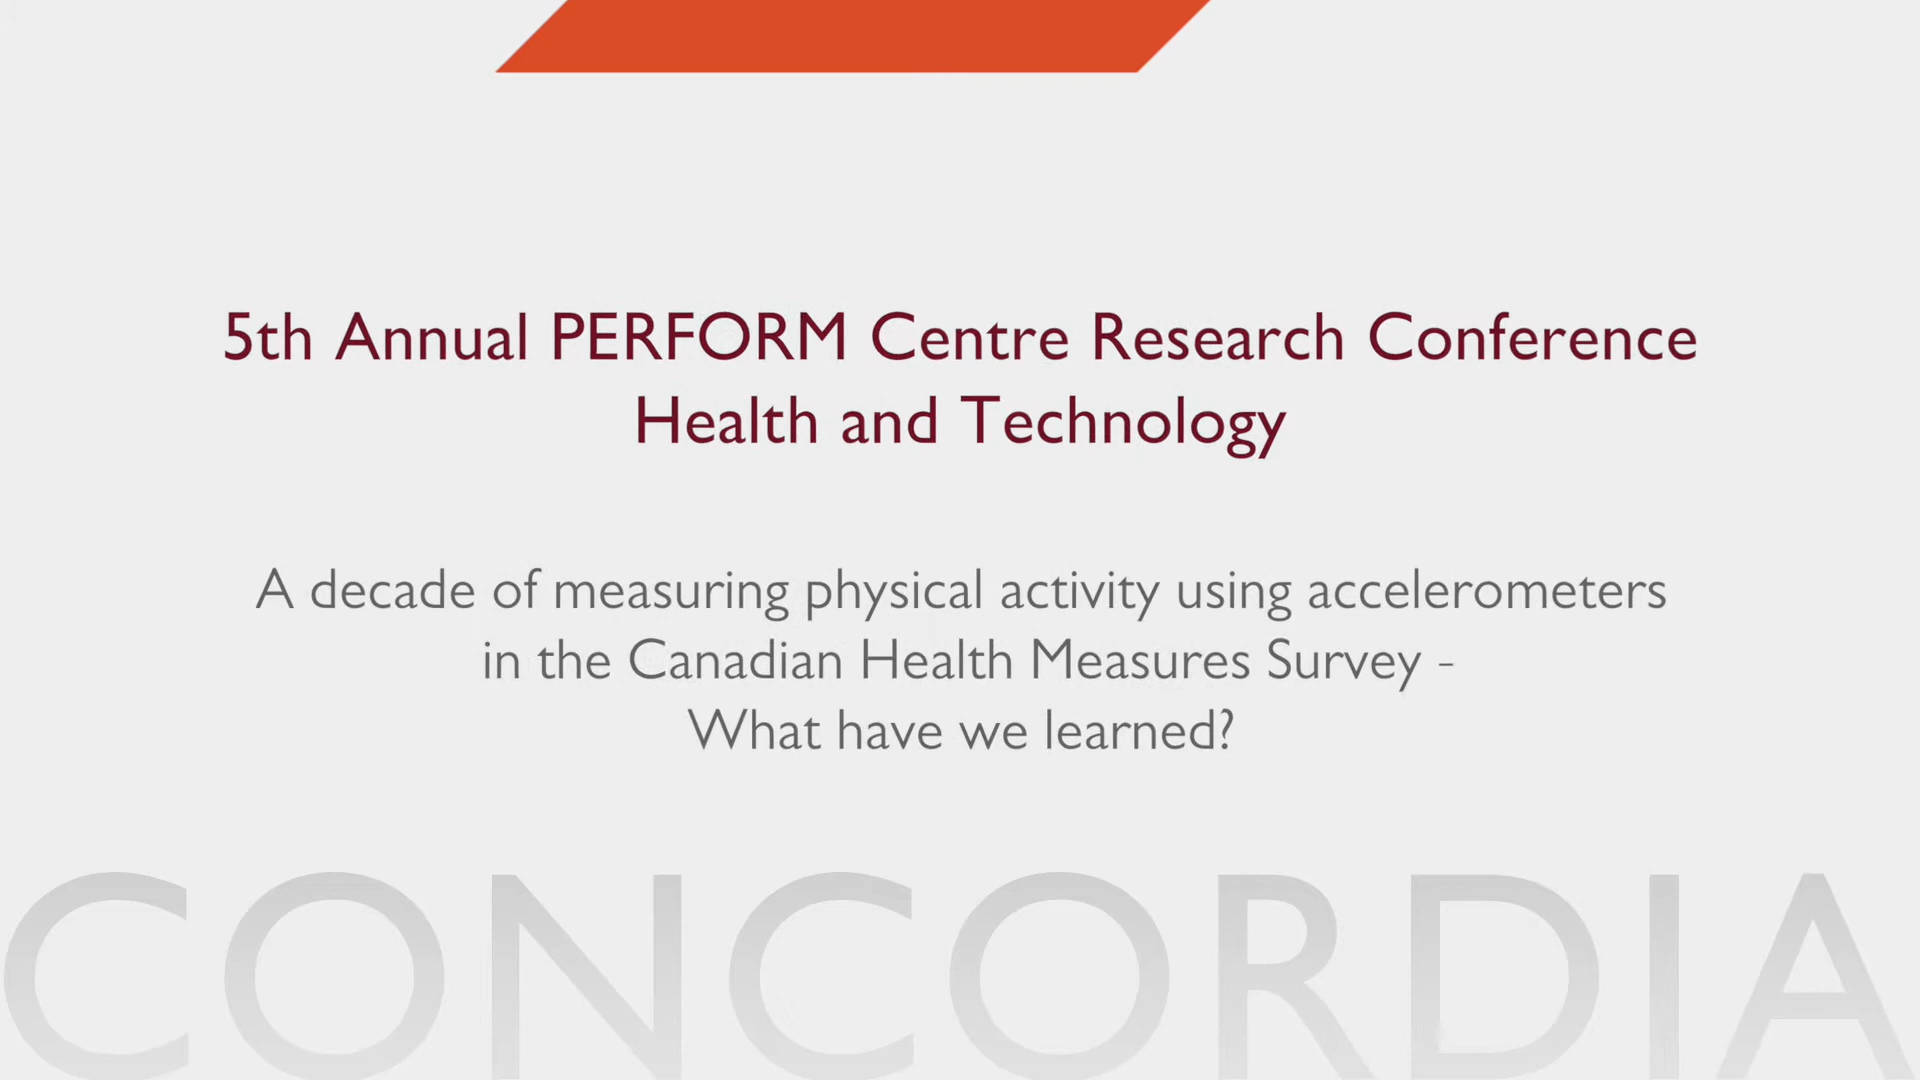 5th Annual PERFORM Centre Research Conference
Health and Technology
A decade of measuring physical activity using accelerometers
in the Canadian Health Measures Survey -
What have we learned?
CONCORDIA